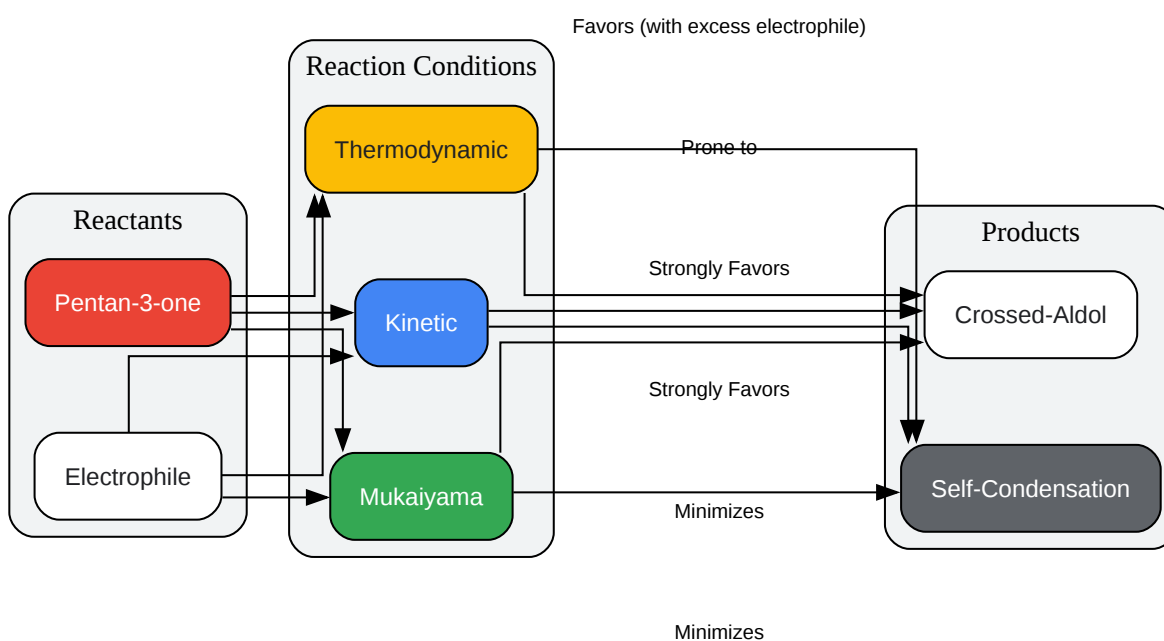 Favors (with excess electrophile)
Reaction Conditions
Thermodynamic
Prone to
Reactants
Products
Strongly Favors
Pentan-3-one
Kinetic
Crossed-Aldol
Strongly Favors
Electrophile
Mukaiyama
Self-Condensation
Minimizes
Minimizes